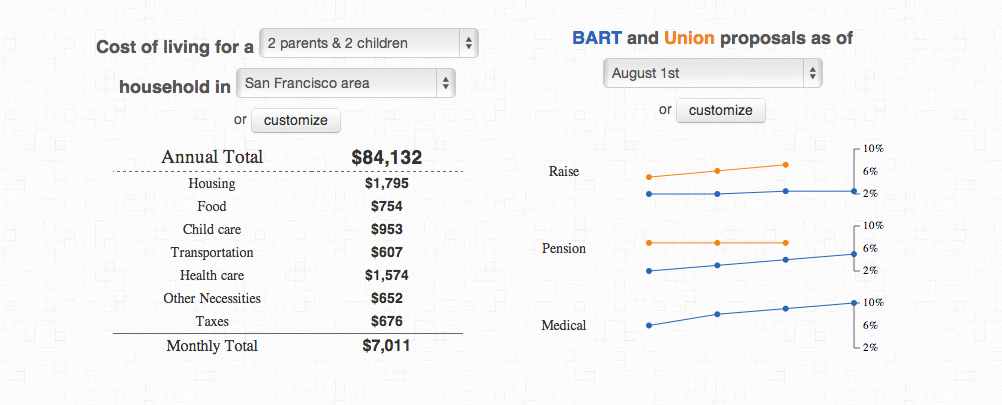 Cost of living for a 2 parents & 2 children
household in San Francisco area
or customize
Annual Total $84,132
Housing $1,795
Food $754
Child care $953
Transportation $607
Health care $1,574
Other Necessities $652
Taxes $676
Monthly Total $7,011
BART and Union proposals as of
August 1st
or customize
Raise
10%
6%
2%
Pension
10%
6%
2%
Medical
10%
6%
2%